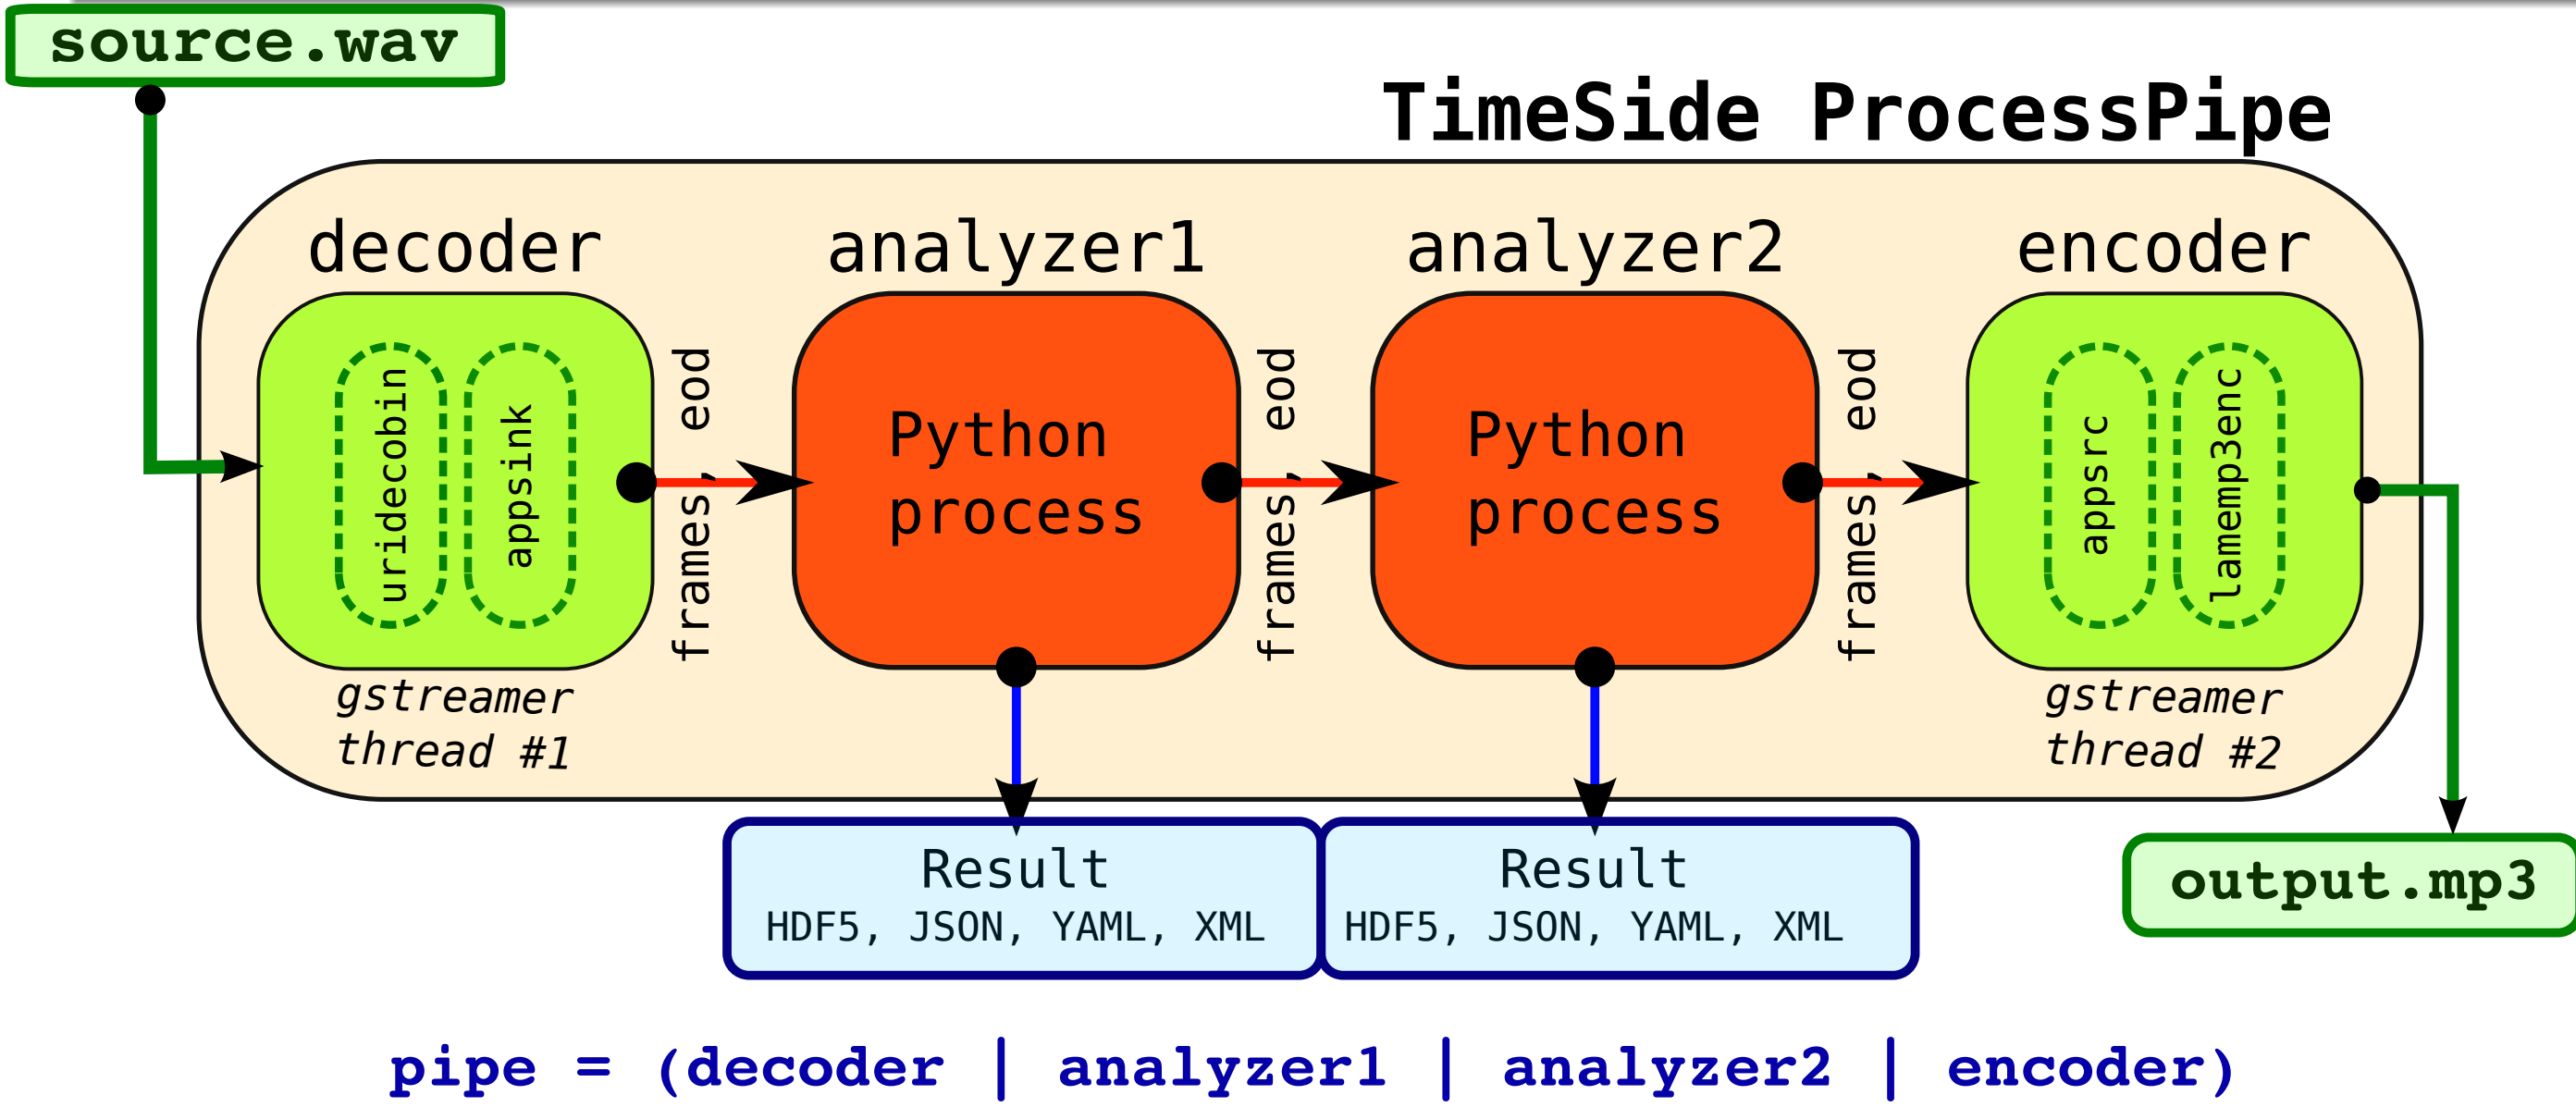 source.wav
TimeSide ProcessPipe
decoder
analyzer1
analyzer2
encoder
uridecobin
appsink
frames, eod
Python
process
frames, eod
Python
process
frames, eod
appsrc
lamemp3enc
gstreamer
thread #1
gstreamer
thread #2
Result
HDF5, JSON, YAML, XML
Result
HDF5, JSON, YAML, XML
output.mp3
pipe = (decoder | analyzer1 | analyzer2 | encoder)